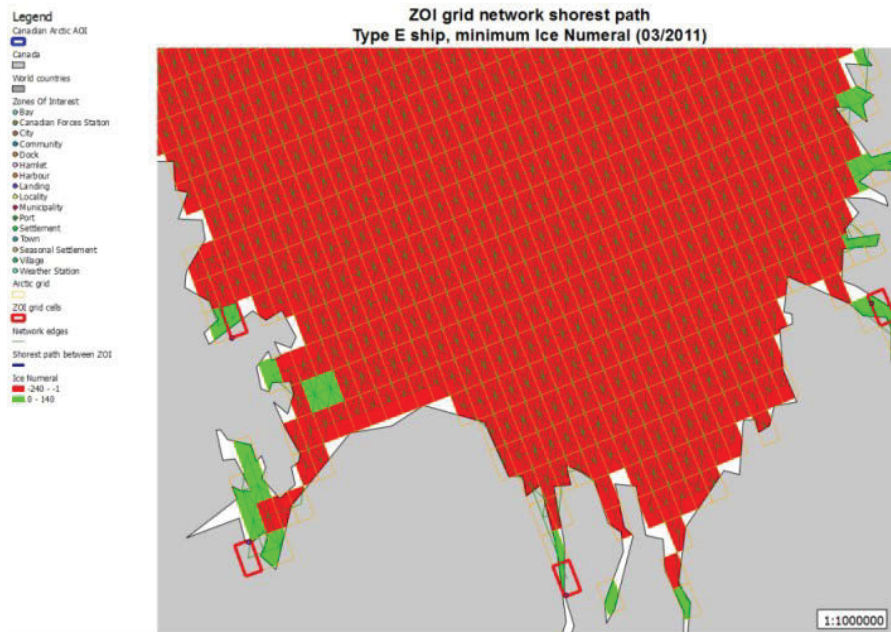 ZOI grid network shorest path
Type E ship, minimum Ice Numeral (03/2011)
Legend
Canadian Arctic AOI
Canada
World countries
Zones Of Interest
Bay
Canadian Forces Station
City
Community
Dock
Hamlet
Harbour
Landing
Locality
Municipality
Port
Settlement
Town
Seasonal Settlement
Village
Weather Station
Arctic grid
ZOI grid cells
Network edges
Shorest path between ZOI
Ice Numeral
-240 - -1
0 - 140
1:1000000